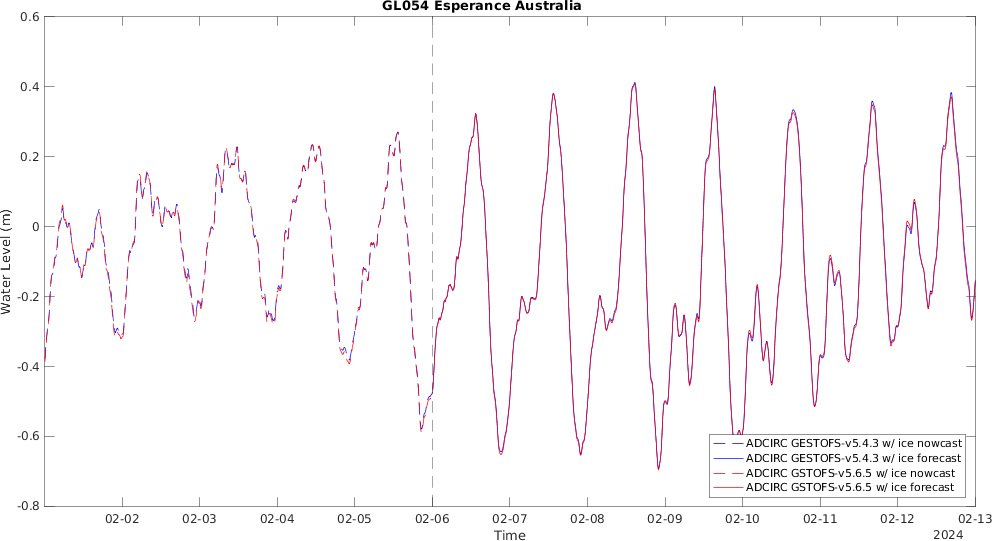 GL054 Esperance Australia
0.6
0.4
0.2
0
-0.2
-0.4
-0.6
-0.8
Water Level (m)
ADCIRC GESTOFS-v5.4.3 w/ ice nowcast
ADCIRC GESTOFS-v5.4.3 w/ ice forecast
ADCIRC GSTOFS-v5.6.5 w/ ice nowcast
ADCIRC GSTOFS-v5.6.5 w/ ice forecast
02-02 02-03 02-04 02-05 02-06 02-07 02-08 02-09 02-10 02-11 02-12 02-13
Time
2024